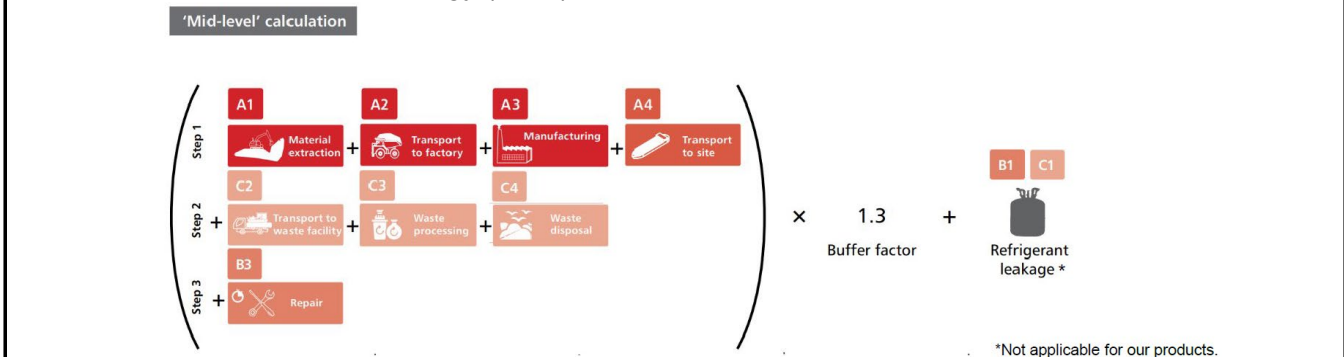 'Mid-level' calculation
Step 1
A1
Material
extraction
+
A2
Transport
to factory
+
A3
Manufacturing
+
A4
Transport
to site
Step 2
+
C2
Transport to
waste facility
+
C3
Waste
processing
+
C4
Waste
disposal
Step 3
+
B3
Repair
×
1.3
Buffer factor
+
B1 C1
Refrigerant
leakage *
*Not applicable for our products.